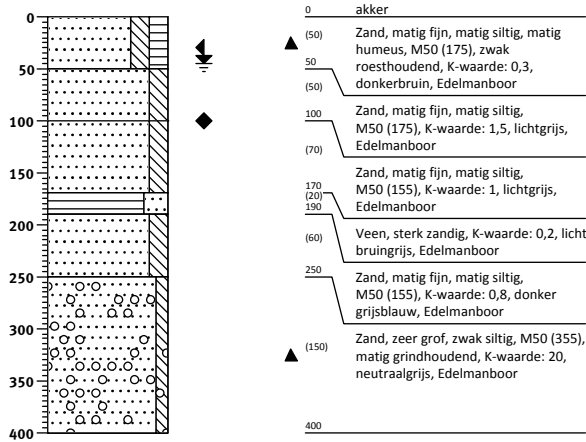 0
50
100
150
200
250
300
350
400
0 akker
(50) Zand, matig fijn, matig siltig, matig
humeus, M50 (175), zwak
50 roesthoudend, K-waarde: 0,3,
(50) donkerbruin, Edelmanboor
100 Zand, matig fijn, matig siltig,
M50 (175), K-waarde: 1,5, lichtgrijs,
(70) Edelmanboor
Zand, matig fijn, matig siltig,
170 M50 (155), K-waarde: 1, lichtgrijs,
(20) Edelmanboor
190
Veen, sterk zandig, K-waarde: 0,2, licht
(60) bruingrijs, Edelmanboor
250 Zand, matig fijn, matig siltig,
M50 (155), K-waarde: 0,8, donker
grijsblauw, Edelmanboor
(150) Zand, zeer grof, zwak siltig, M50 (355),
matig grindhoudend, K-waarde: 20,
neutraalgrijs, Edelmanboor
400